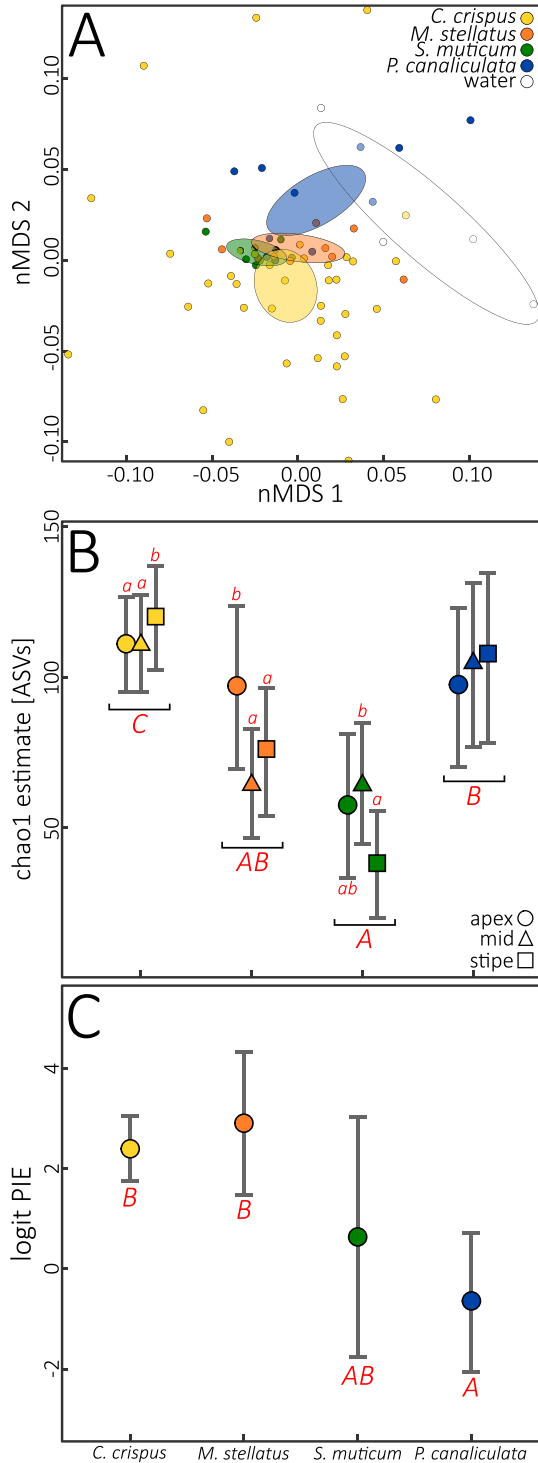 A
C. crispus
M. stellatus
S. muticum
P. canaliculata
water
nMDS 2
0.10
0.05
0.00
-0.05
-0.10
-0.10 -0.05 0.00 0.05 0.10
nMDS 1
B
chao1 estimate [ASVs]
150
100
50
a a b
C
b a a
AB
ab b a
A
B
apex
mid
stipe
C
logit PIE
4
2
0
-2
B
B
AB
A
C. crispus M. stellatus S. muticum P. canaliculata